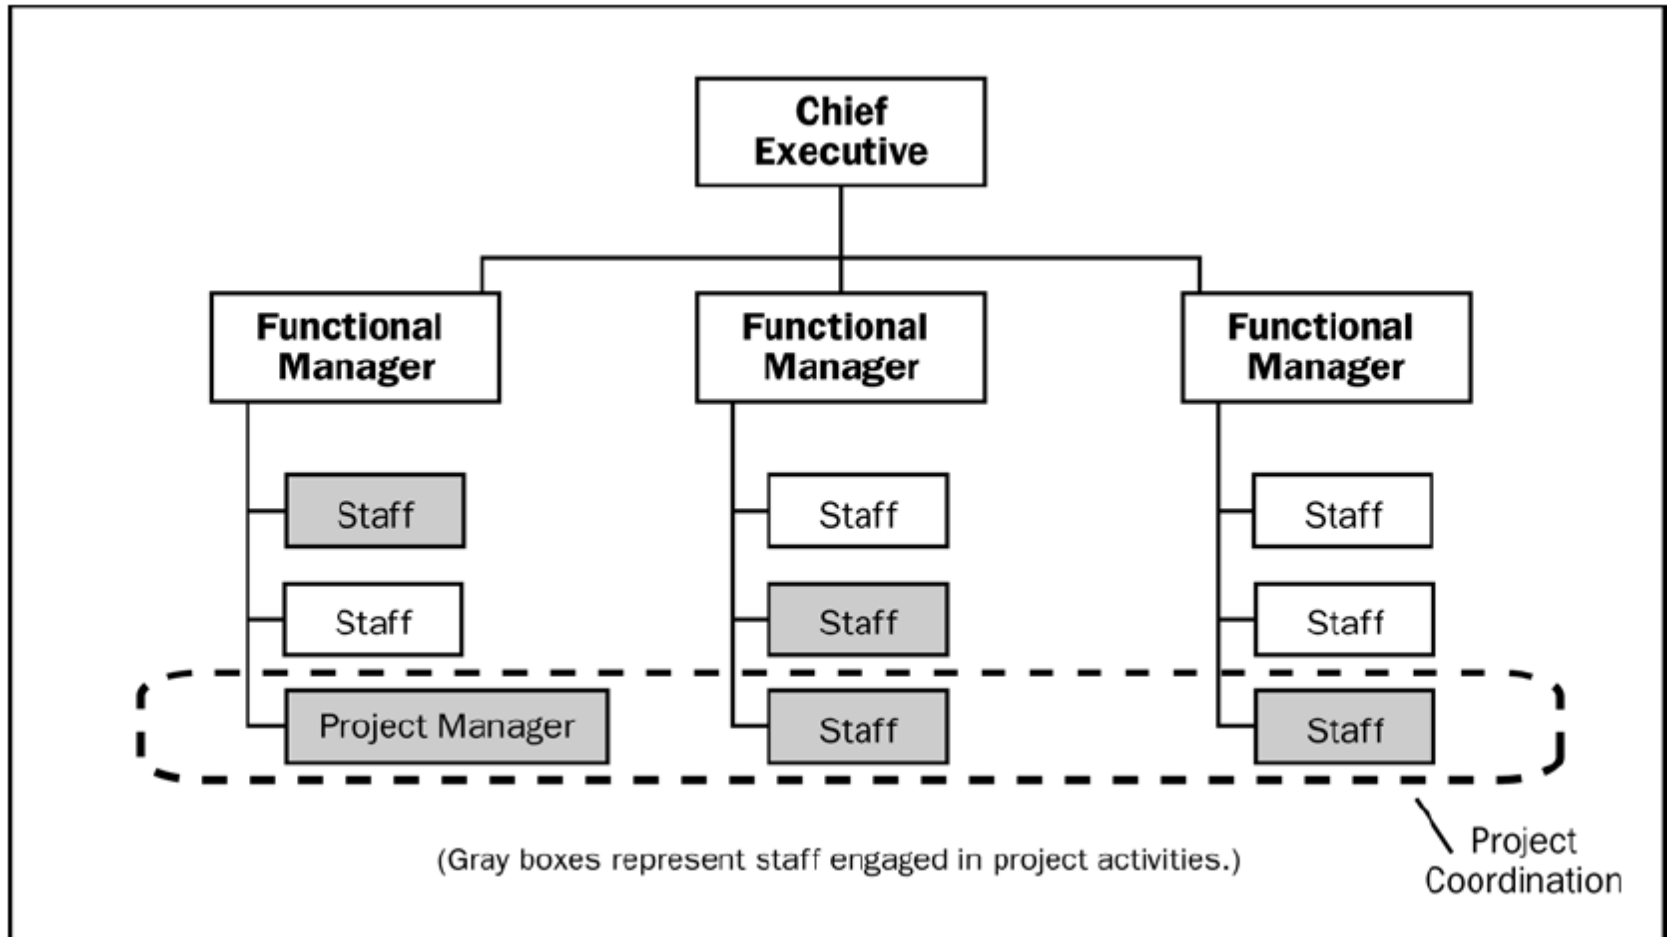 Chief
Executive
Functional
Manager
Functional
Manager
Functional
Manager
Staff
Staff
Staff
Staff
Staff
Staff
Project Manager
Staff
Staff
(Gray boxes represent staff engaged in project activities.)
Project
Coordination